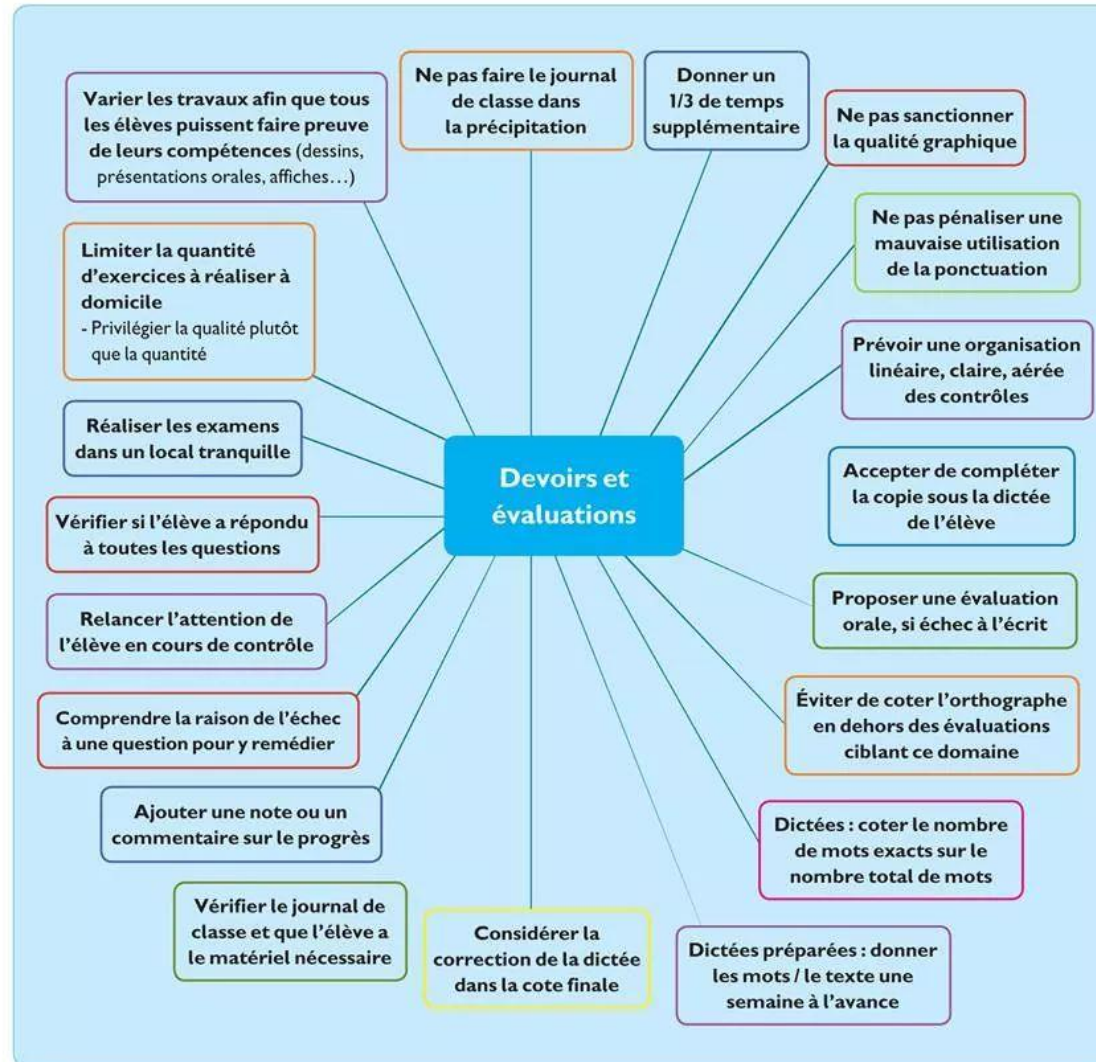 Ne pas faire le journal
de classe dans
la précipitation
Donner un
1/3 de temps
supplémentaire
Varier les travaux afin que tous
les élèves puissent faire preuve
de leurs compétences (dessins,
présentations orales, affiches…)
Ne pas sanctionner
la qualité graphique
Limiter la quantité
d'exercices à réaliser à
domicile
- Privilégier la qualité plutôt
que la quantité
Ne pas pénaliser une
mauvaise utilisation
de la ponctuation
Prévoir une organisation
linéaire, claire, aérée
des contrôles
Réaliser les examens
dans un local tranquille
Devoirs et
évaluations
Accepter de compléter
la copie sous la dictée
de l'élève
Vérifier si l'élève a répondu
à toutes les questions
Proposer une évaluation
orale, si échec à l'écrit
Relancer l'attention de
l'élève en cours de contrôle
Éviter de coter l'orthographe
en dehors des évaluations
ciblant ce domaine
Comprendre la raison de l'échec
à une question pour y remédier
Ajouter une note ou un
commentaire sur le progrès
Dictées : coter le nombre
de mots exacts sur le
nombre total de mots
Vérifier le journal de
classe et que l'élève a
le matériel nécessaire
Considérer la
correction de la dictée
dans la cote finale
Dictées préparées : donner
les mots / le texte une
semaine à l'avance